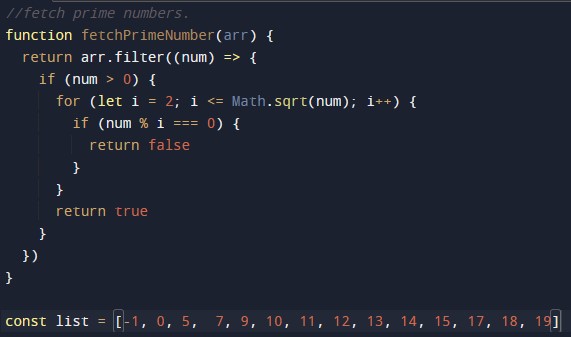 //fetch prime numbers.
function fetchPrimeNumber(arr) {
  return arr.filter((num) => {
    if (num > 0) {
      for (let i = 2; i <= Math.sqrt(num); i++) {
        if (num % i === 0) {
          return false
        }
      }
      return true
    }
  })
}
const list = [-1, 0, 5,  7, 9, 10, 11, 12, 13, 14, 15, 17, 18, 19]